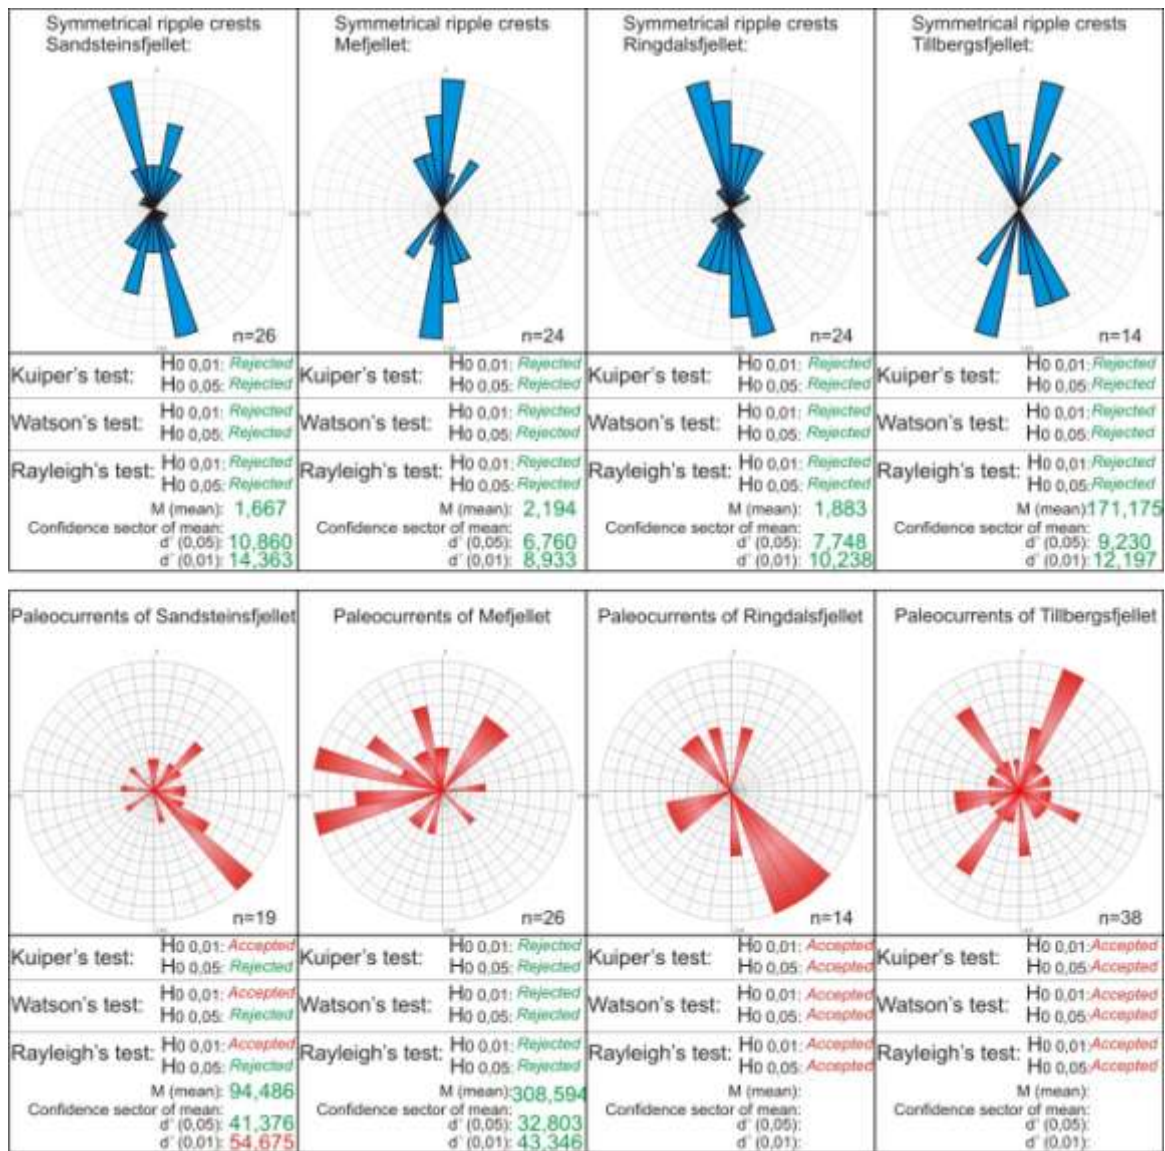 Symmetrical ripple crests
Sandsteinsfjellet:
n=26
Kuiper's test: H0 0,01: Rejected
H0 0,05: Rejected
Watson's test: H0 0,01: Rejected
H0 0,05: Rejected
Rayleigh's test: H0 0,01: Rejected
H0 0,05: Rejected
M (mean): 1,667
Confidence sector of mean:
d° (0,05): 10,860
d° (0,01): 14,363
Symmetrical ripple crests
Mefjellet:
n=24
Kuiper's test: H0 0,01: Rejected
H0 0,05: Rejected
Watson's test: H0 0,01: Rejected
H0 0,05: Rejected
Rayleigh's test: H0 0,01: Rejected
H0 0,05: Rejected
M (mean): 2,194
Confidence sector of mean:
d° (0,05): 6,760
d° (0,01): 8,933
Symmetrical ripple crests
Ringdalsfjellet:
n=24
Kuiper's test: H0 0,01: Rejected
H0 0,05: Rejected
Watson's test: H0 0,01: Rejected
H0 0,05: Rejected
Rayleigh's test: H0 0,01: Rejected
H0 0,05: Rejected
M (mean): 1,883
Confidence sector of mean:
d° (0,05): 7,748
d° (0,01): 10,238
Symmetrical ripple crests
Tillbergsfjellet:
n=14
Kuiper's test: H0 0,01: Rejected
H0 0,05: Rejected
Watson's test: H0 0,01: Rejected
H0 0,05: Rejected
Rayleigh's test: H0 0,01: Rejected
H0 0,05: Rejected
M (mean): 171,175
Confidence sector of mean:
d° (0,05): 9,230
d° (0,01): 12,197
Paleocurrents of Sandsteinsfjellet
n=19
Kuiper's test: H0 0,01: Accepted
H0 0,05: Rejected
Watson's test: H0 0,01: Accepted
H0 0,05: Rejected
Rayleigh's test: H0 0,01: Accepted
H0 0,05: Rejected
M (mean): 94,486
Confidence sector of mean:
d° (0,05): 41,376
d° (0,01): 54,675
Paleocurrents of Mefjellet
n=26
Kuiper's test: H0 0,01: Rejected
H0 0,05: Rejected
Watson's test: H0 0,01: Rejected
H0 0,05: Rejected
Rayleigh's test: H0 0,01: Rejected
H0 0,05: Rejected
M (mean): 308,594
Confidence sector of mean:
d° (0,05): 32,803
d° (0,01): 43,346
Paleocurrents of Ringdalsfjellet
n=14
Kuiper's test: H0 0,01: Accepted
H0 0,05: Accepted
Watson's test: H0 0,01: Accepted
H0 0,05: Accepted
Rayleigh's test: H0 0,01: Accepted
H0 0,05: Accepted
M (mean):
Confidence sector of mean:
d° (0,05):
d° (0,01):
Paleocurrents of Tillbergsfjellet
n=38
Kuiper's test: H0 0,01: Accepted
H0 0,05: Accepted
Watson's test: H0 0,01: Accepted
H0 0,05: Accepted
Rayleigh's test: H0 0,01: Accepted
H0 0,05: Accepted
M (mean):
Confidence sector of mean:
d° (0,05):
d° (0,01):